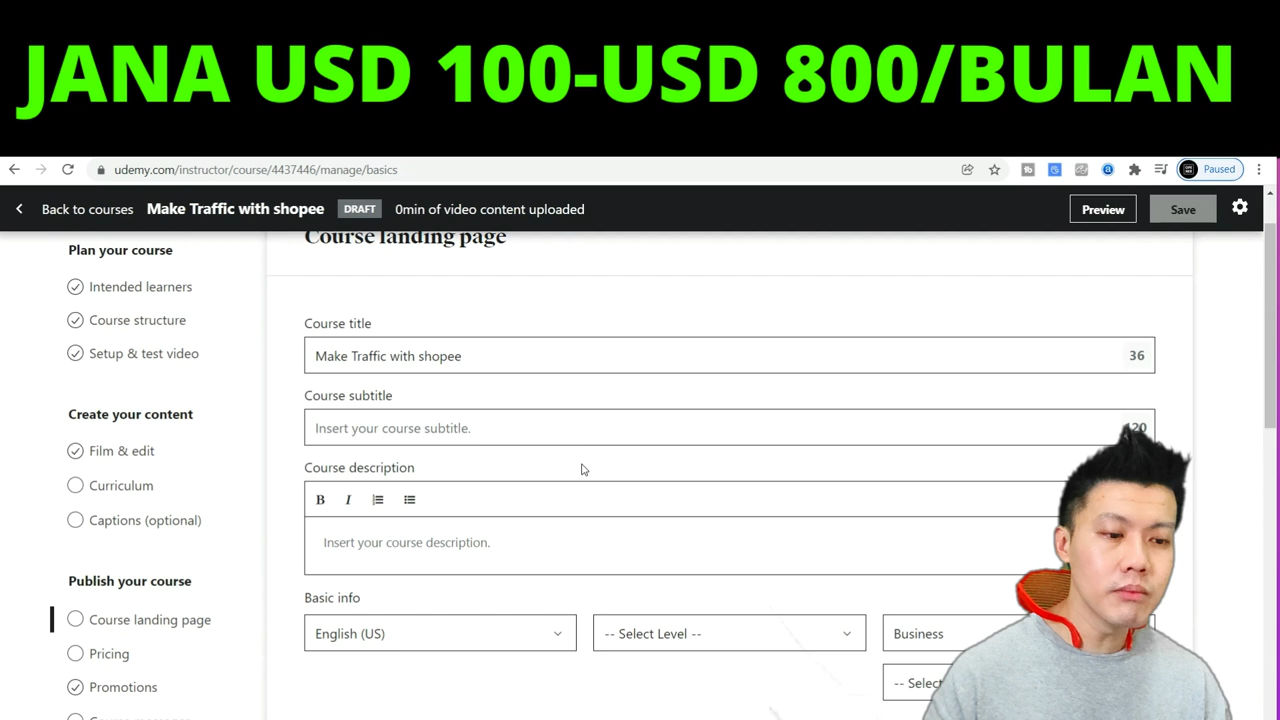 JANA USD 100-USD 800/BULAN
udemy.com/instructor/course/4437446/manage/basics
Paused
Back to courses Make Traffic with shopee DRAFT 0min of video content uploaded Preview Save
Course landing page
Plan your course
Intended learners
Course structure
Setup & test video
Create your content
Film & edit
Curriculum
Captions (optional)
Publish your course
Course landing page
Pricing
Promotions
Course title
Make Traffic with shopee 36
Course subtitle
Insert your course subtitle. 120
Course description
B I
Insert your course description.
Basic info
English (US) -- Select Level -- Business
-- Select